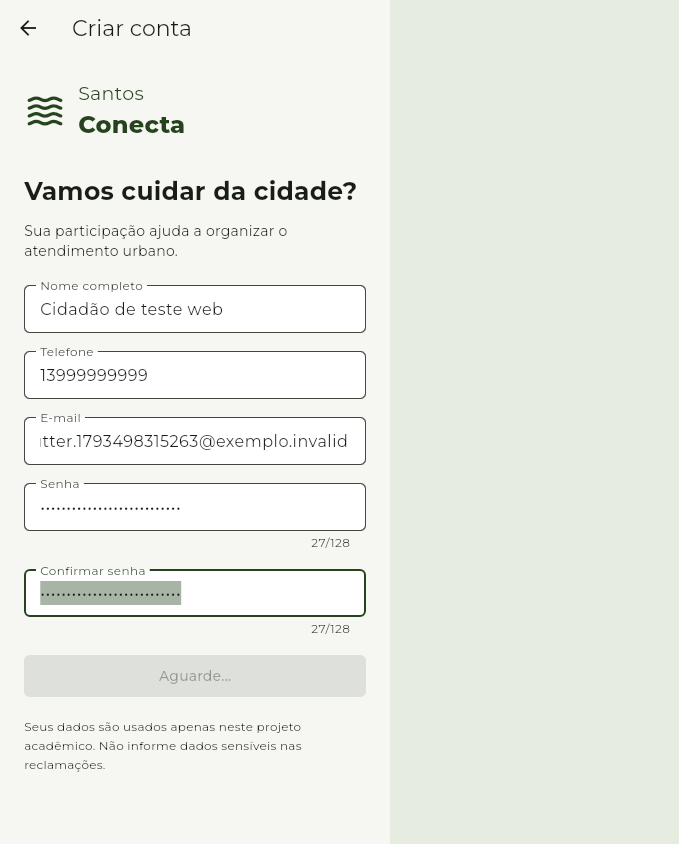 Criar conta
Santos
Conecta
Vamos cuidar da cidade?
Sua participação ajuda a organizar o
atendimento urbano.
Nome completo
Cidadão de teste web
Telefone
13999999999
E-mail
tter.1793498315263@exemplo.invalid
Senha
•••••••••••••••••••••••••••
27/128
Confirmar senha
•••••••••••••••••••••••••••
27/128
Aguarde...
Seus dados são usados apenas neste projeto
acadêmico. Não informe dados sensíveis nas
reclamações.